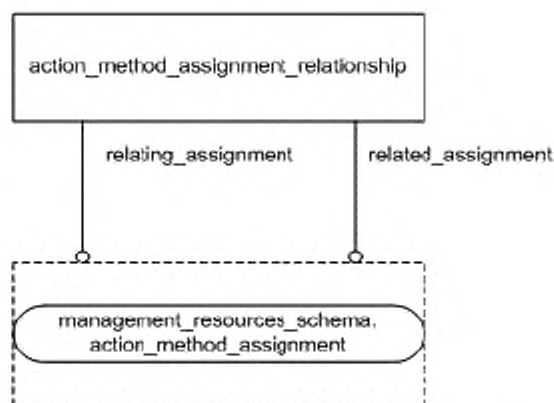 action_method_assignment_relationship
relating_assignment
related_assignment
management_resources_schema.
action_method_assignment